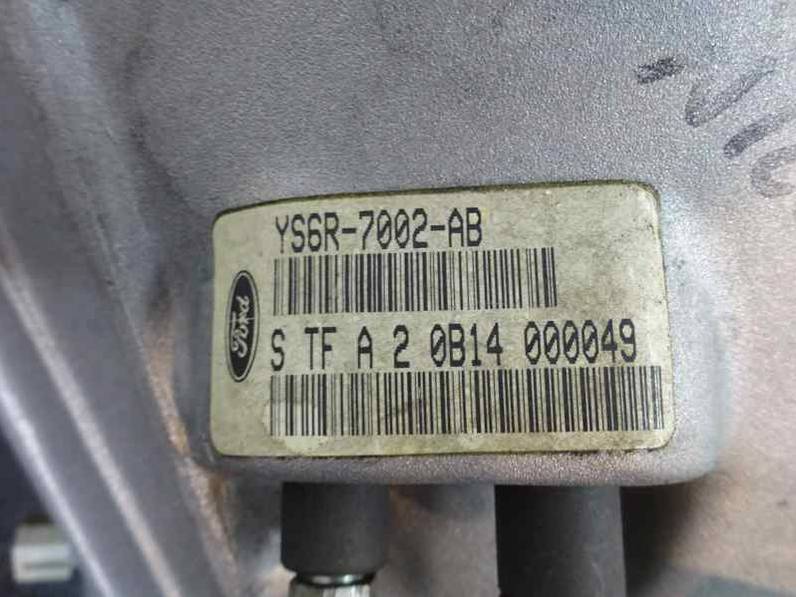 YS6R-7002-AB
Ford
S TF A 2 0B14 000049